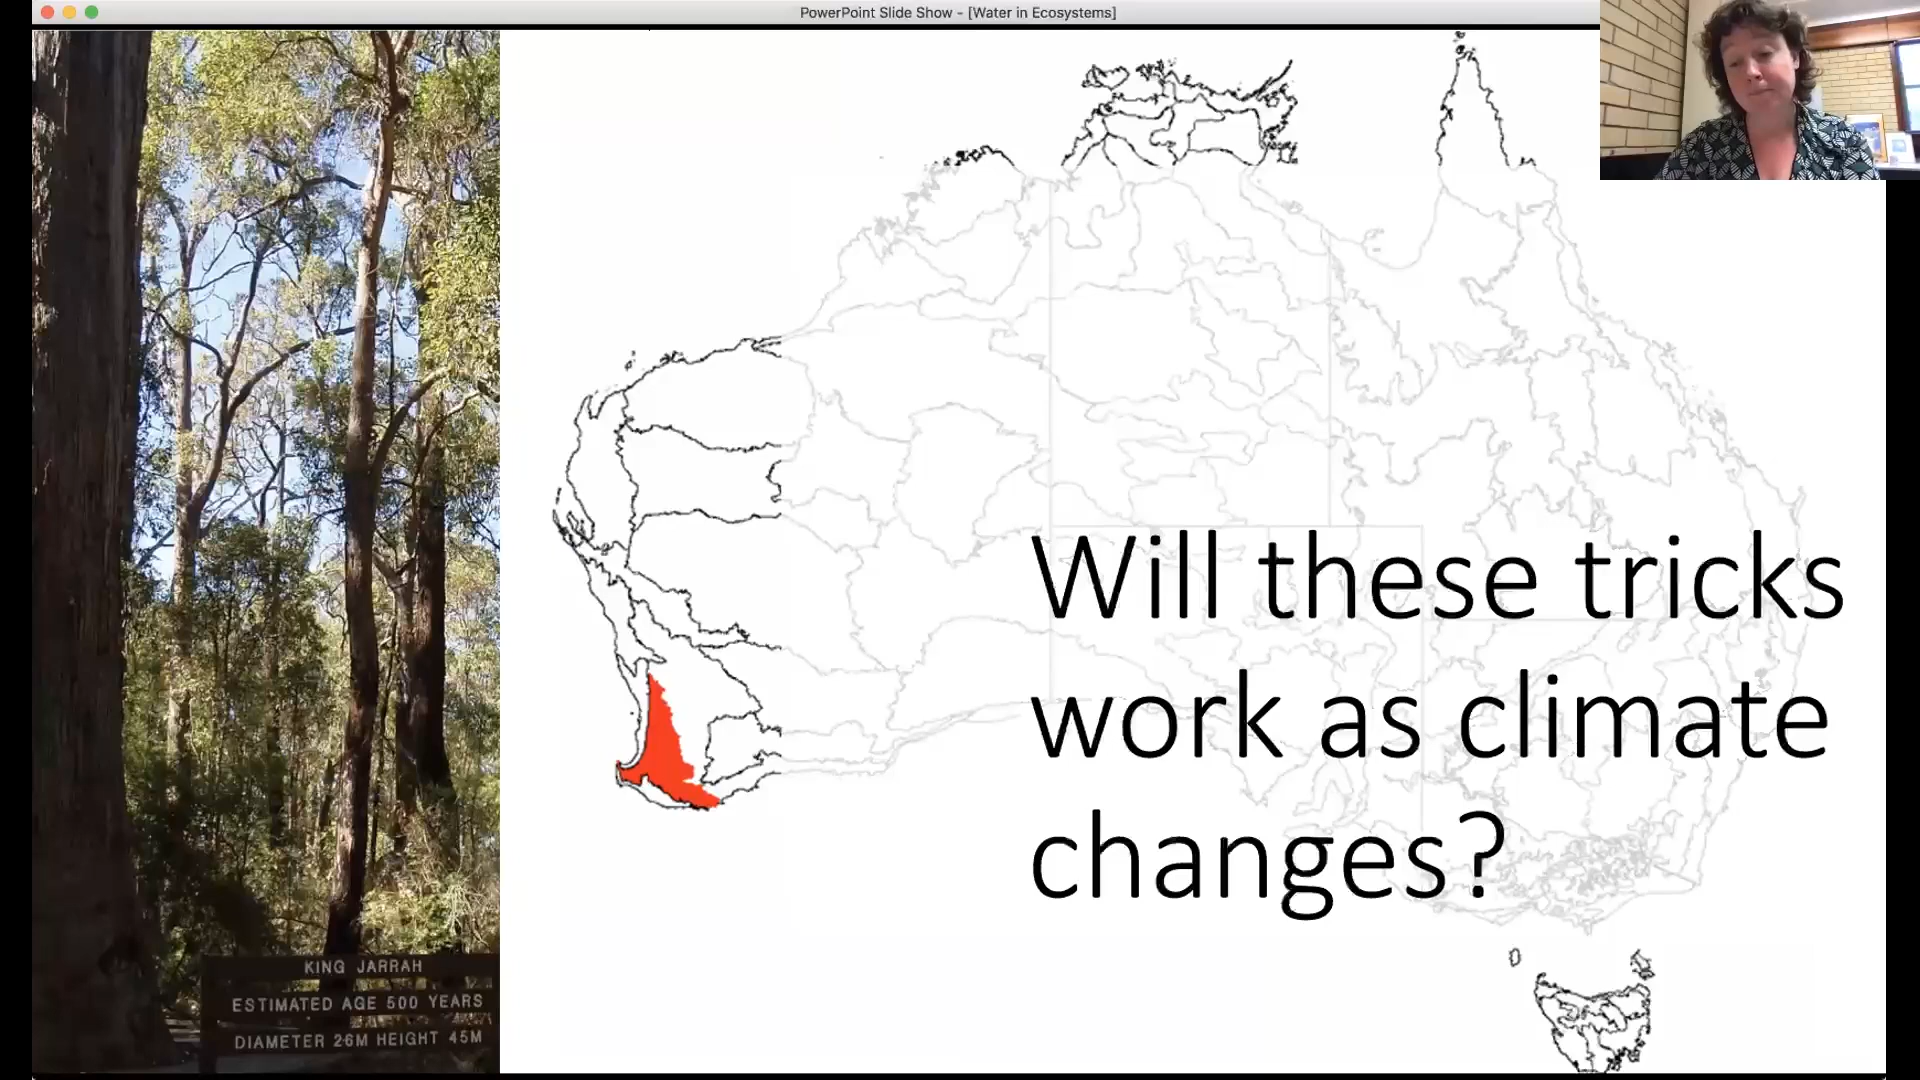 PowerPoint Slide Show - [Water in Ecosystems]
Will these tricks
work as climate
changes?
KING JARRAH
ESTIMATED AGE 500 YEARS
DIAMETER 26M HEIGHT 45M